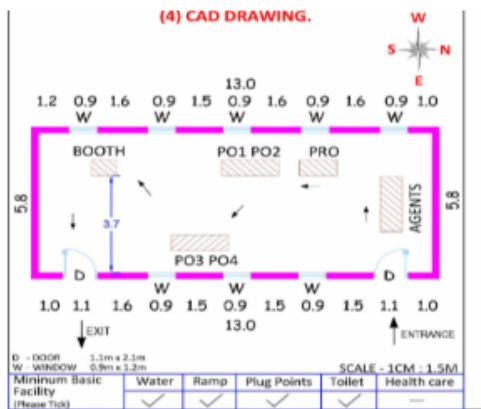 (4) CAD DRAWING.
W
S N
E
13.0
1.2 0.9 1.6 0.9 1.5 0.9 1.6 0.9 1.6 0.9 1.0
W W W W W
BOOTH PO1 PO2 PRO
5.8 3.7 AGENTS 5.8
PO3 PO4
D W W W D
1.0 1.1 1.6 0.9 1.5 0.9 1.5 0.9 1.6 1.1 1.0
EXIT 13.0 ENTRANCE
D - DOOR 1.1m x 2.1m
W - WINDOW 0.9m x 1.2m SCALE - 1CM : 1.5M
Mininum Basic Facility (Please Tick) Water Ramp Plug Points Toilet Health care